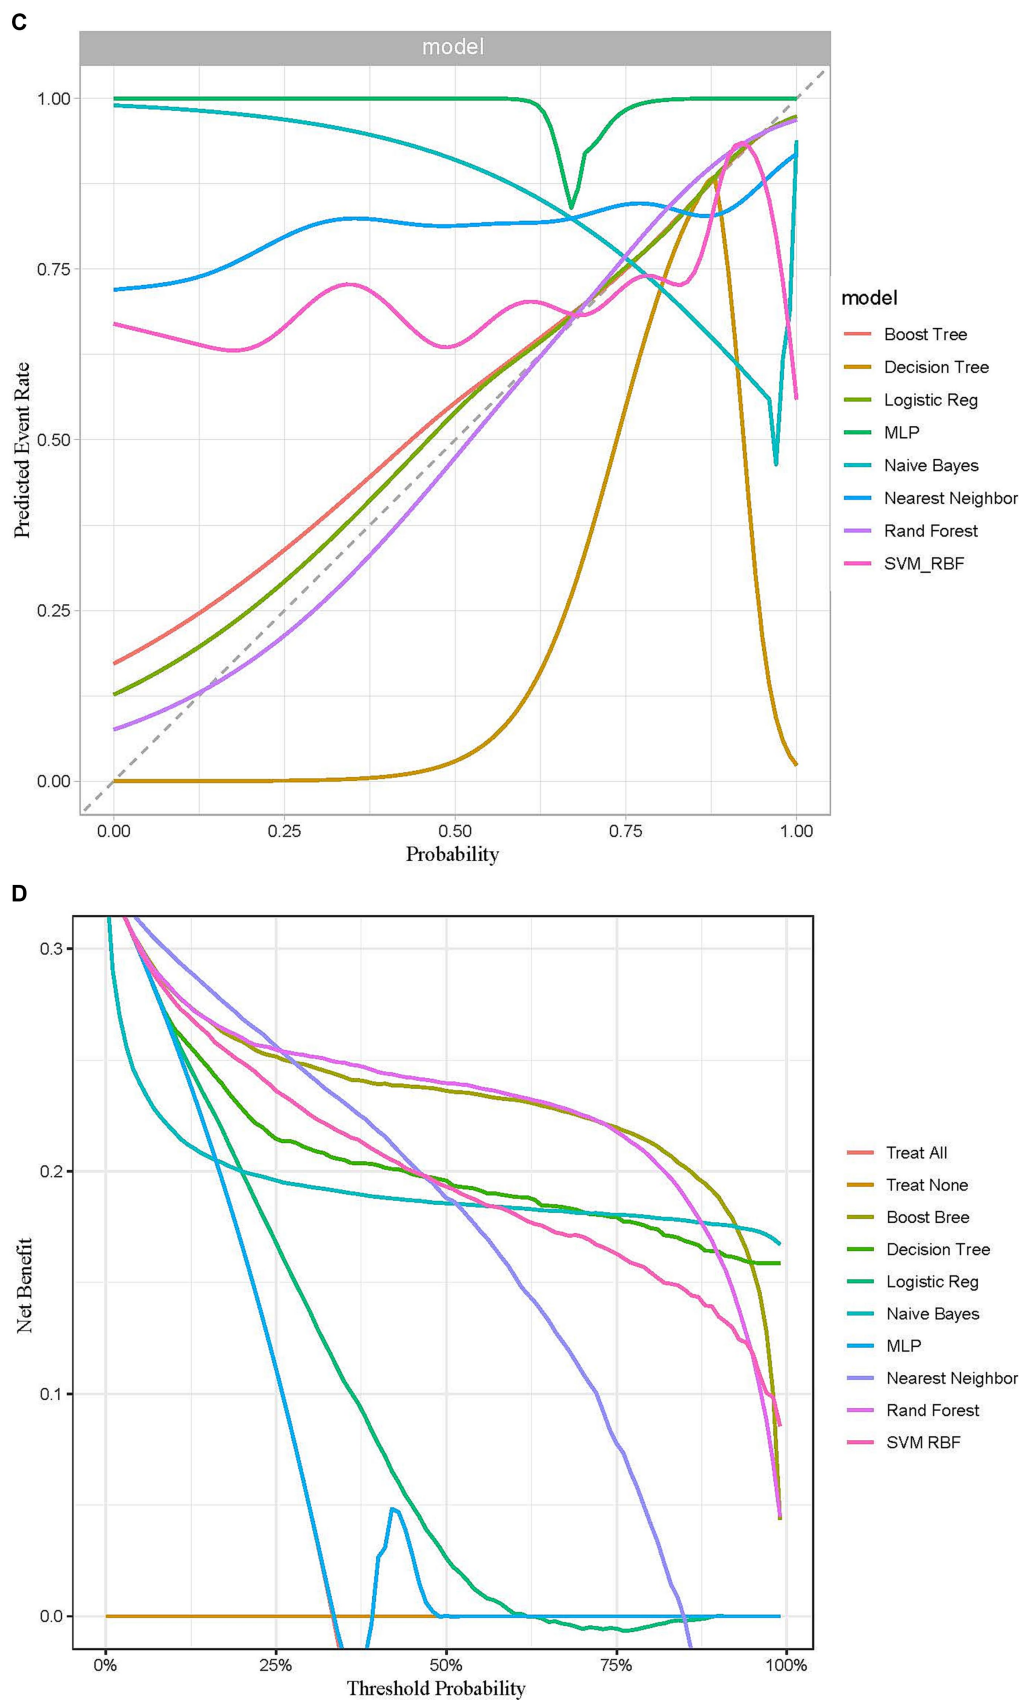 C
model
1.00
0.75
0.50
0.25
0.00
Predicted Event Rate
0.00 0.25 0.50 0.75 1.00
Probability
model
Boost Tree
Decision Tree
Logistic Reg
MLP
Naive Bayes
Nearest Neighbor
Rand Forest
SVM_RBF
D
0.3
0.2
0.1
0.0
Net Benefit
0% 25% 50% 75% 100%
Threshold Probability
Treat All
Treat None
Boost Bree
Decision Tree
Logistic Reg
Naive Bayes
MLP
Nearest Neighbor
Rand Forest
SVM RBF